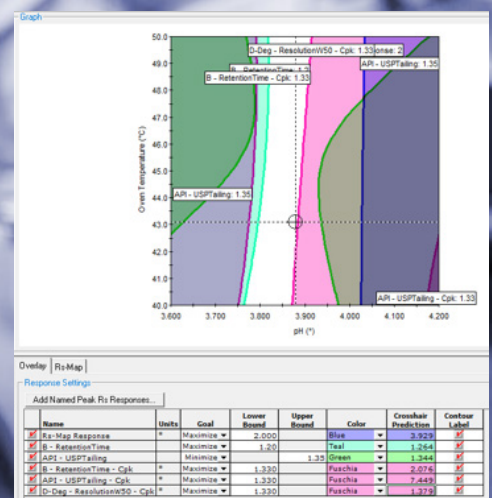 Graph
50.0
D-Deg - ResolutionW50 - Cpk: 1.33
onse: 2
49.0
API - USPTailing: 1.35
B - RetentionTime: 1.2
B - RetentionTime - Cpk: 1.33
48.0
47.0
46.0
Oven Temperature (°C)
45.0
API - USPTailing: 1.35
44.0
43.0
42.0
41.0
API - USPTailing - Cpk: 1.33
40.0
3.600 3.700 3.800 3.900 4.000 4.100 4.200
pH (*)
Overlay Rs-Map
Response Settings
Add Named Peak Rs Responses...
Name Units Goal Lower Bound Upper Bound Color Crosshair Prediction Contour Label
Rs-Map Response * Maximize 2.000 Blue 3.929
B - RetentionTime Maximize 1.20 Teal 1.264
API - USPTailing Minimize 1.35 Green 1.344
B - RetentionTime - Cpk * Maximize 1.330 Fuschia 2.076
API - USPTailing - Cpk * Maximize 1.330 Fuschia 7.449
D-Deg - ResolutionW50 - Cpk * Maximize 1.330 Fuschia 1.379